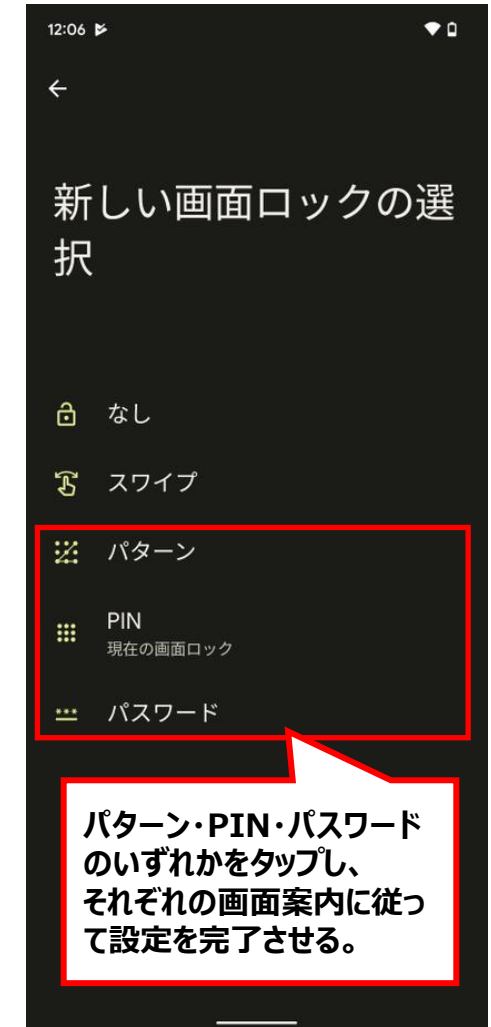 12:06
新しい画面ロックの選
択
なし
スワイプ
パターン
PIN
現在の画面ロック
パスワード
パターン・PIN・パスワード
のいずれかをタップし、
それぞれの画面案内に従っ
て設定を完了させる。